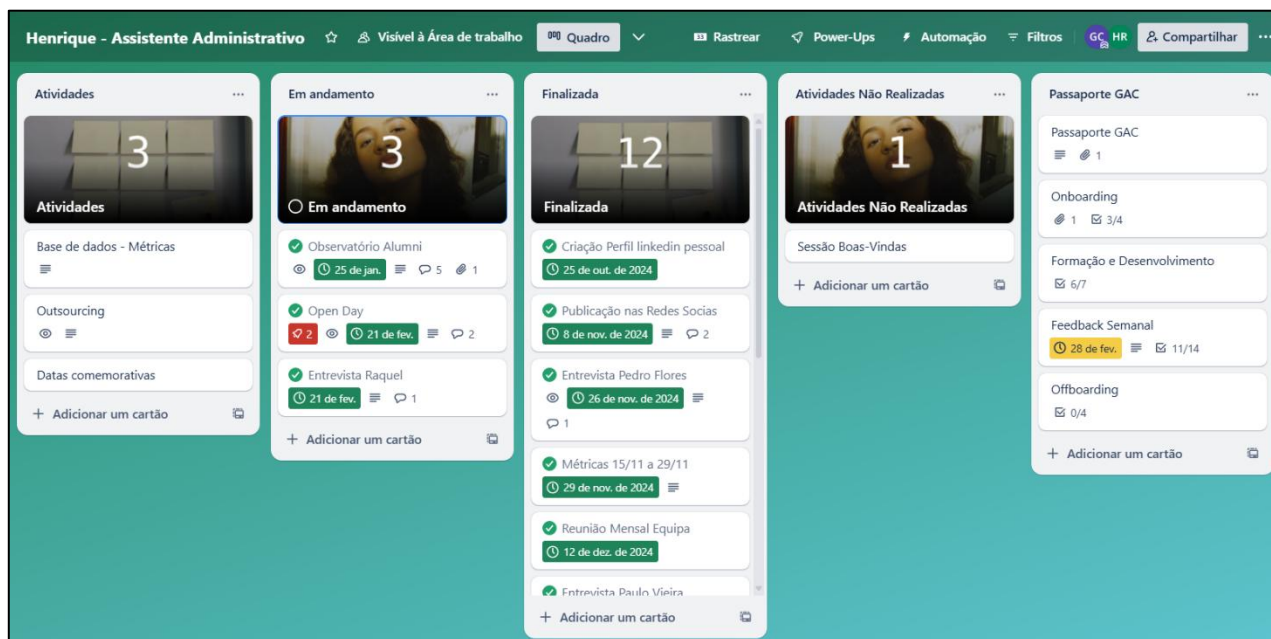 Henrique - Assistente Administrativo
Visível à Área de trabalho
Quadro
Rastrear
Power-Ups
Automação
Filtros
GC
HR
Compartilhar
Atividades
3
Atividades
Base de dados - Métricas
Outsourcing
Datas comemorativas
+ Adicionar um cartão
Em andamento
3
Em andamento
Observatório Alumni
25 de jan.
5
1
Open Day
2
21 de fev.
2
Entrevista Raquel
21 de fev.
1
+ Adicionar um cartão
Finalizada
12
Finalizada
Criação Perfil linkedin pessoal
25 de out. de 2024
Publicação nas Redes Socias
8 de nov. de 2024
2
Entrevista Pedro Flores
26 de nov. de 2024
1
Métricas 15/11 a 29/11
29 de nov. de 2024
Reunião Mensal Equipa
12 de dez. de 2024
Entrevista Paulo Vieira
+ Adicionar um cartão
Atividades Não Realizadas
1
Atividades Não Realizadas
Sessão Boas-Vindas
+ Adicionar um cartão
Passaporte GAC
Passaporte GAC
1
Onboarding
1
3/4
Formação e Desenvolvimento
6/7
Feedback Semanal
28 de fev.
11/14
Offboarding
0/4
+ Adicionar um cartão